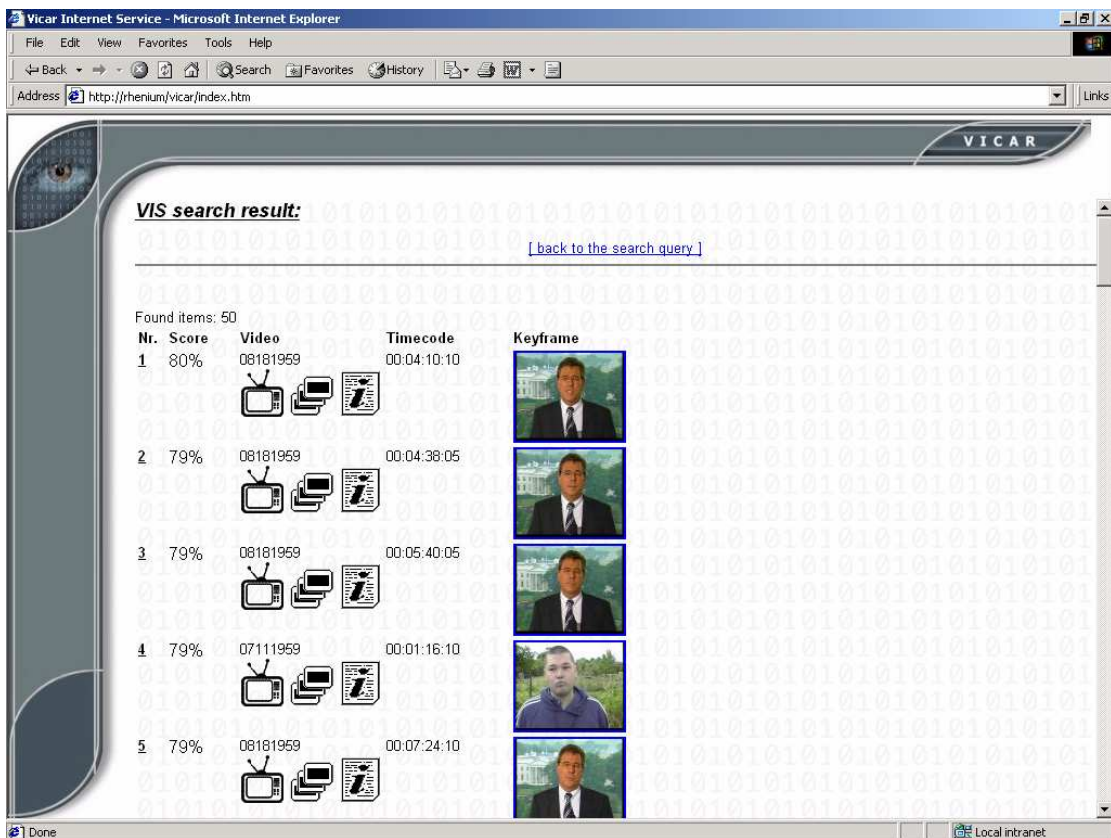 Vicar Internet Service - Microsoft Internet Explorer
File Edit View Favorites Tools Help
Back Search Favorites History
Address http://rhenium/vicar/index.htm Links
VICAR
VIS search result:
[ back to the search query ]
Found items: 50
Nr. Score Video Timecode Keyframe
1 80% 08181959 00:04:10:10
2 79% 08181959 00:04:38:05
3 79% 08181959 00:05:40:05
4 79% 07111959 00:01:16:10
5 79% 08181959 00:07:24:10
Done Local intranet